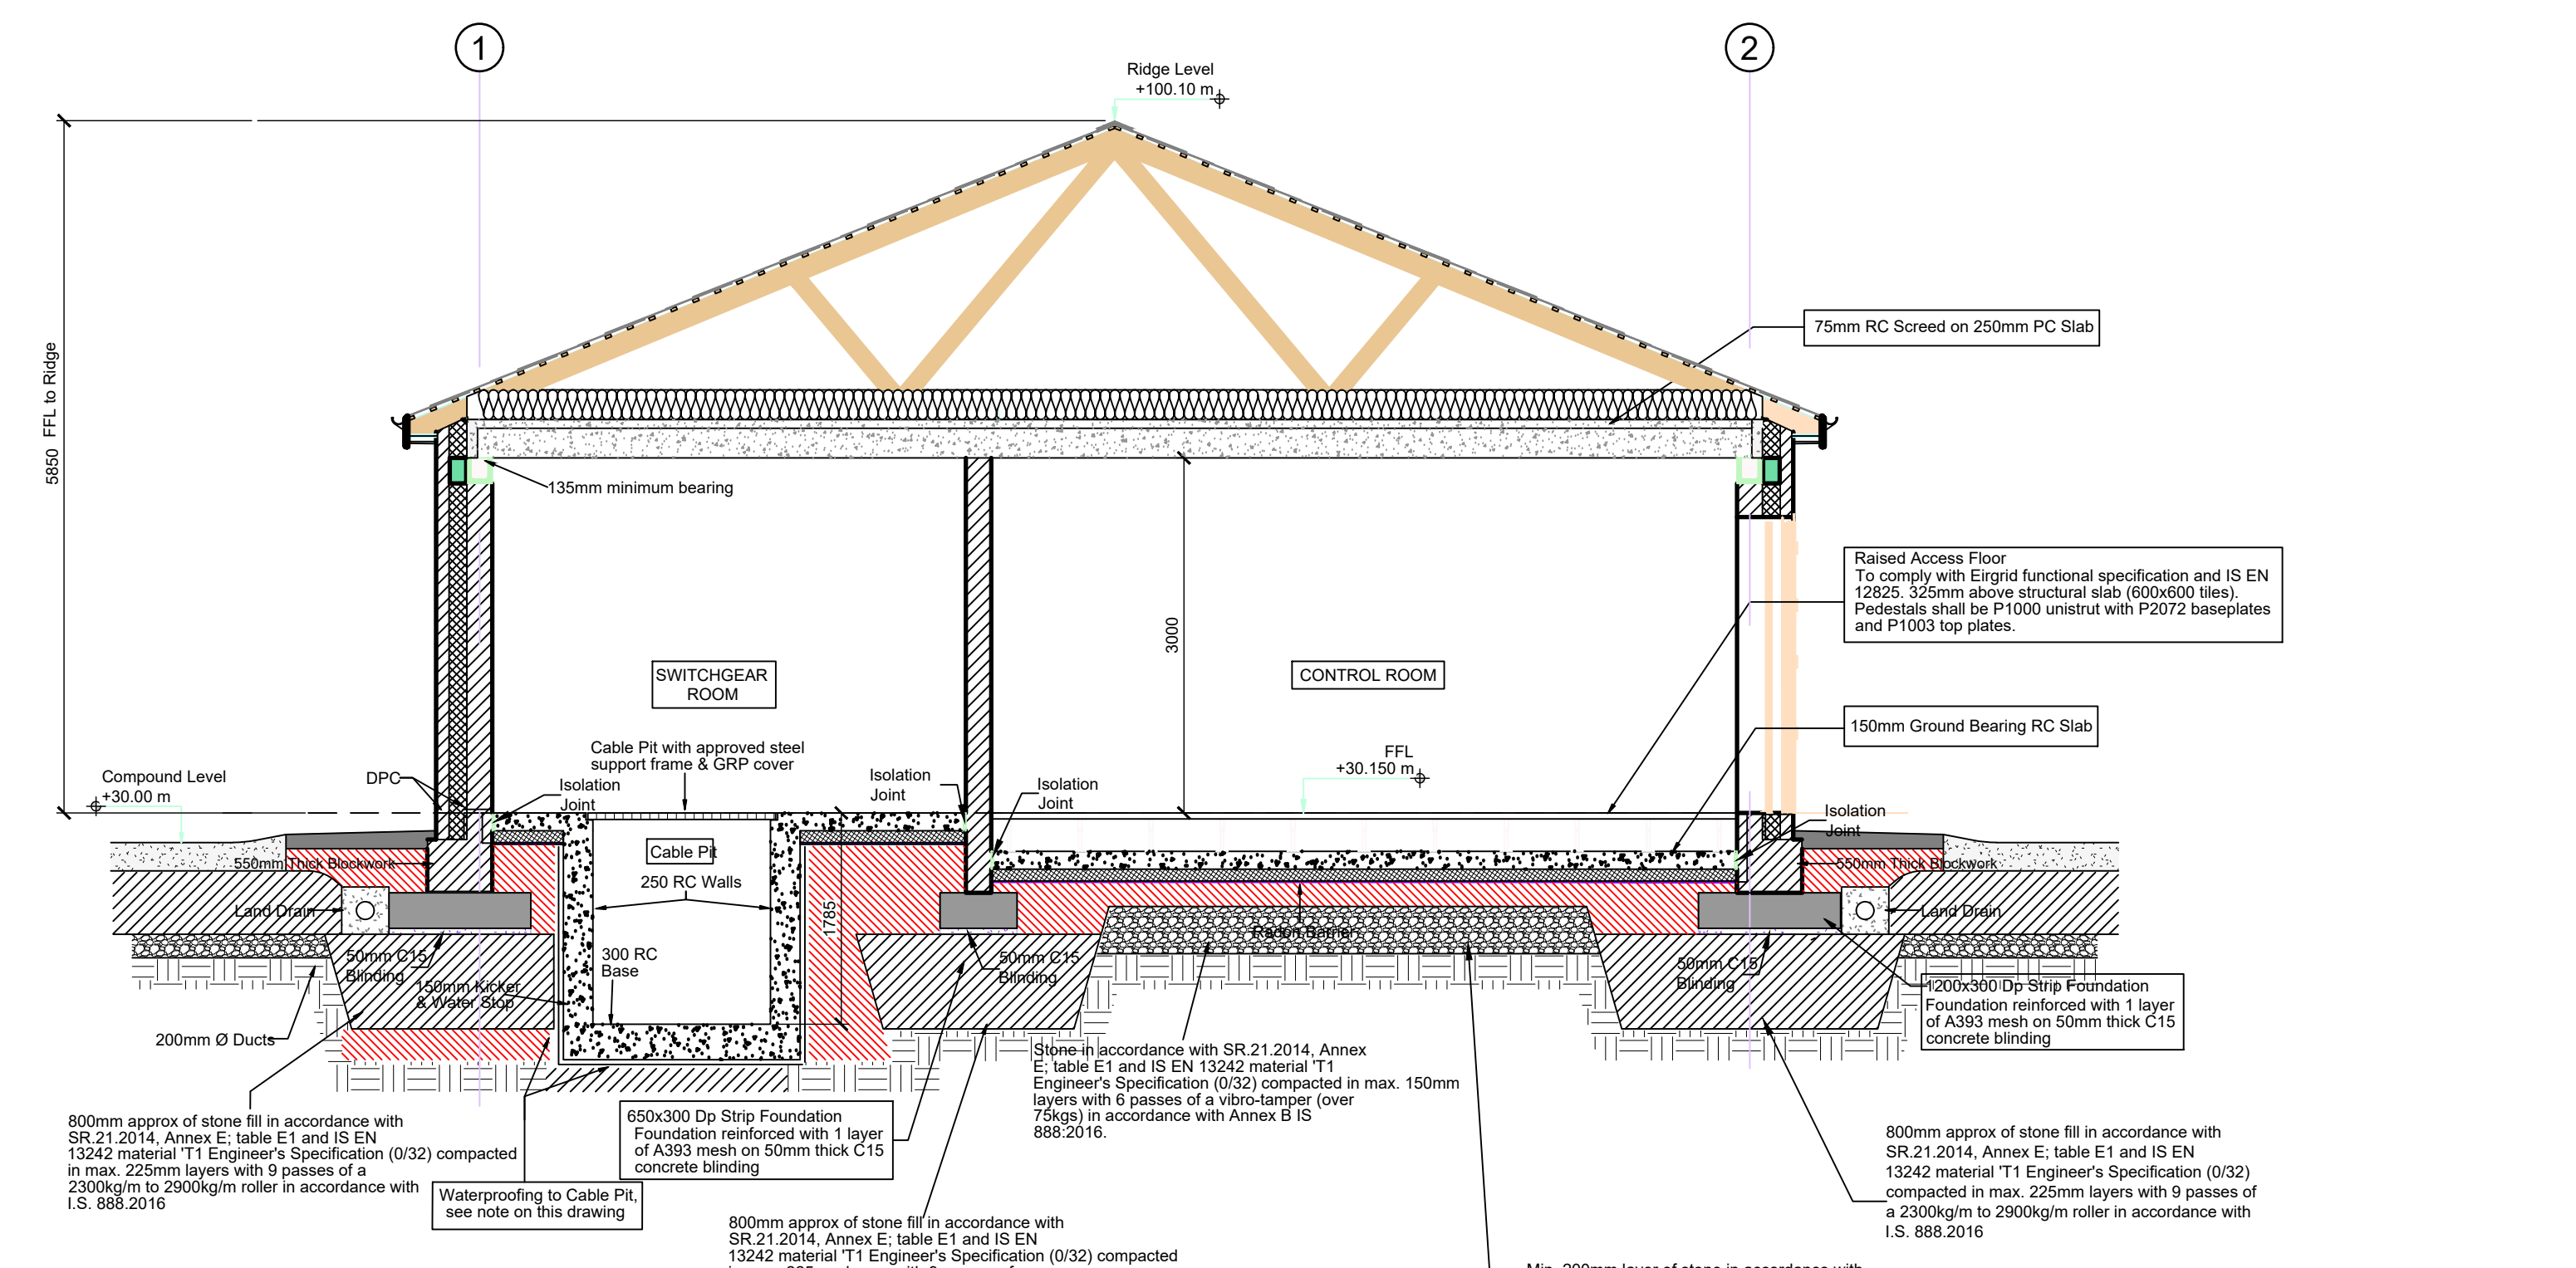 1
2
Ridge Level
+100.10 m
5850 FFL to Ridge
75mm RC Screed on 250mm PC Slab
135mm minimum bearing
3000
Raised Access Floor
To comply with Eirgrid functional specification and IS EN
12825. 325mm above structural slab (600x600 tiles).
Pedestals shall be P1000 unistrut with P2072 baseplates
and P1003 top plates.
SWITCHGEAR
ROOM
CONTROL ROOM
150mm Ground Bearing RC Slab
Cable Pit with approved steel
support frame & GRP cover
FFL
+30.150 m
Compound Level
+30.00 m
DPC
Isolation
Joint
Isolation
Joint
Isolation
Joint
Isolation
Joint
Cable Pit
550mm Thick Blockwork
550mm Thick Blockwork
250 RC Walls
1785
Land Drain
Land Drain
Radon Barrier
50mm C15
Blinding
300 RC
Base
50mm C15
Blinding
50mm C15
Blinding
150mm Kicker
& Water Stop
1200x300 Dp Strip Foundation
Foundation reinforced with 1 layer
of A393 mesh on 50mm thick C15
concrete blinding
200mm Ø Ducts
Stone in accordance with SR.21.2014, Annex
E; table E1 and IS EN 13242 material 'T1
Engineer's Specification (0/32) compacted in max. 150mm
layers with 6 passes of a vibro-tamper (over
75kgs) in accordance with Annex B IS
888:2016.
800mm approx of stone fill in accordance with
SR.21.2014, Annex E; table E1 and IS EN
13242 material 'T1 Engineer's Specification (0/32) compacted
in max. 225mm layers with 9 passes of a
2300kg/m to 2900kg/m roller in accordance with
I.S. 888.2016
650x300 Dp Strip Foundation
Foundation reinforced with 1 layer
of A393 mesh on 50mm thick C15
concrete blinding
Waterproofing to Cable Pit,
see note on this drawing
800mm approx of stone fill in accordance with
SR.21.2014, Annex E; table E1 and IS EN
13242 material 'T1 Engineer's Specification (0/32)
compacted in max. 225mm layers with 9 passes of
a 2300kg/m to 2900kg/m roller in accordance with
I.S. 888.2016
800mm approx of stone fill in accordance with
SR.21.2014, Annex E; table E1 and IS EN
13242 material 'T1 Engineer's Specification (0/32) compacted